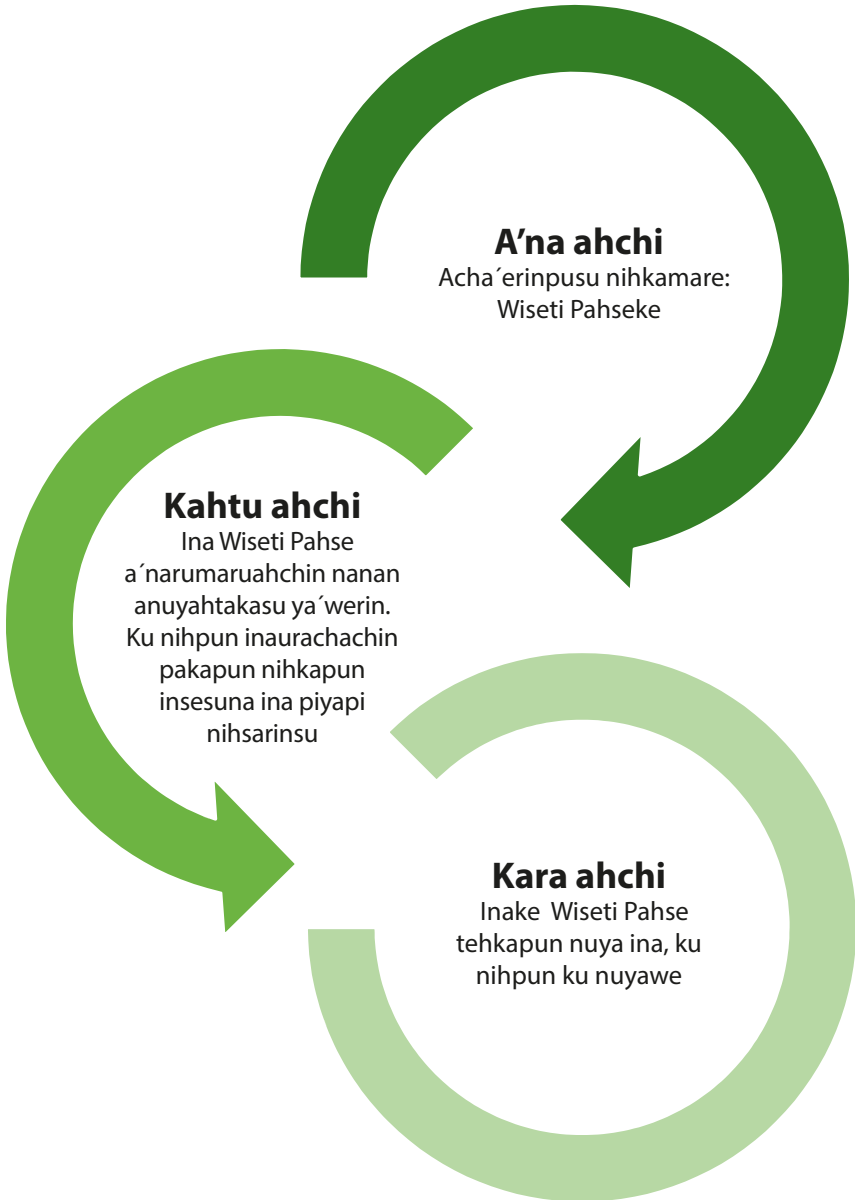 A’na ahchi
Acha´erinpusu nihkamare:
Wiseti Pahseke
Kahtu ahchi
Ina Wiseti Pahse
a´narumaruahchin nanan
anuyahtakasu ya´werin.
Ku nihpun inaurachachin
pakapun nihkapun
insesuna ina piyapi
nihsarinsu
Kara ahchi
Inake Wiseti Pahse
tehkapun nuya ina, ku
nihpun ku nuyawe